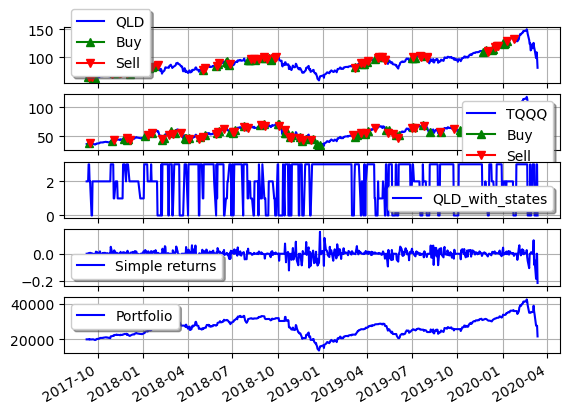 150
100
QLD
Buy
Sell
100
50
TQQQ
Buy
Sell
2
0
QLD_with_states
0.0
−0.2
Simple returns
40000
20000
Portfolio
2017-10
2018-01
2018-04
2018-07
2018-10
2019-01
2019-04
2019-07
2019-10
2020-01
2020-04